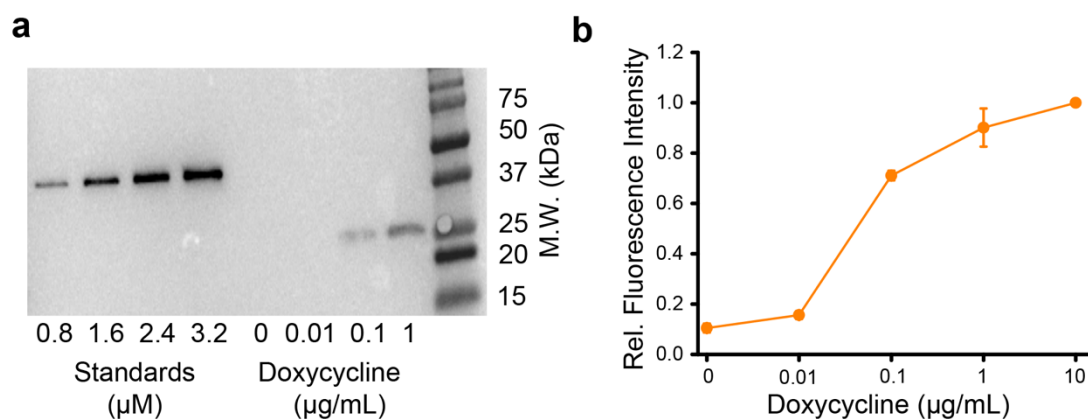 a
75
50
37
25
20
15
M.W. (kDa)
0.8 1.6 2.4 3.2 0 0.01 0.1 1
Standards Doxycycline
(µM) (µg/mL)
b
1.2
1.0
0.8
0.6
0.4
0.2
0.0
Rel. Fluorescence Intensity
0 0.01 0.1 1 10
Doxycycline (µg/mL)